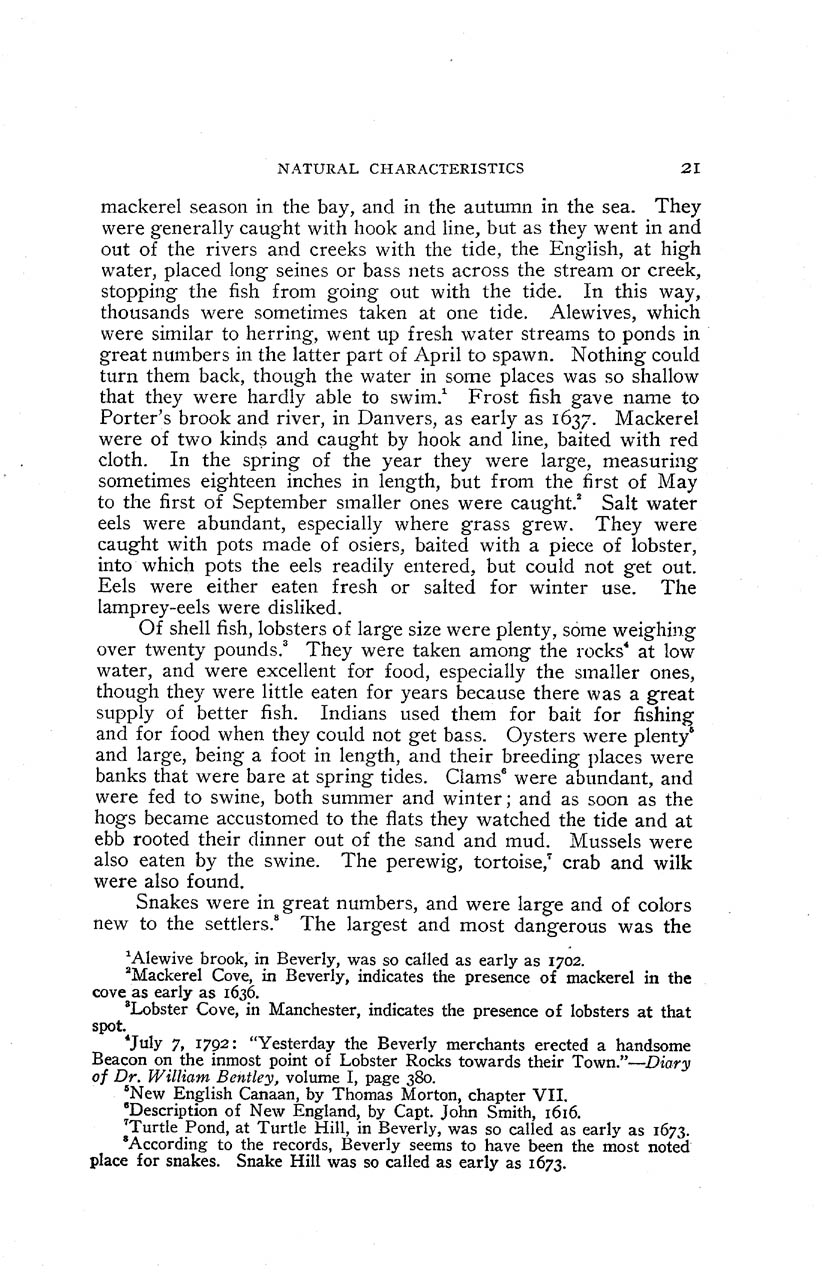 NATURAL CHARACTERISTICS 21
mackerel season in the bay, and in the autumn in the sea. They
were generally caught with hook and line, but as they went in and
out of the rivers and creeks with the tide, the English, at high
water, placed long seines or bass nets across the stream or creek,
stopping the fish from going out with the tide. In this way,
thousands were sometimes taken at one tide. Alewives, which
were similar to herring, went up fresh water streams to ponds in
great numbers in the latter part of April to spawn. Nothing could
turn them back, though the water in some places was so shallow
that they were hardly able to swim.¹ Frost fish gave name to
Porter's brook and river, in Danvers, as early as 1637. Mackerel
were of two kinds and caught by hook and line, baited with red
cloth. In the spring of the year they were large, measuring
sometimes eighteen inches in length, but from the first of May
to the first of September smaller ones were caught.² Salt water
eels were abundant, especially where grass grew. They were
caught with pots made of osiers, baited with a piece of lobster,
into which pots the eels readily entered, but could not get out.
Eels were either eaten fresh or salted for winter use. The
lamprey-eels were disliked.
Of shell fish, lobsters of large size were plenty, some weighing
over twenty pounds.³ They were taken among the rocks⁴ at low
water, and were excellent for food, especially the smaller ones,
though they were little eaten for years because there was a great
supply of better fish. Indians used them for bait for fishing
and for food when they could not get bass. Oysters were plenty⁵
and large, being a foot in length, and their breeding places were
banks that were bare at spring tides. Clams⁶ were abundant, and
were fed to swine, both summer and winter; and as soon as the
hogs became accustomed to the flats they watched the tide and at
ebb rooted their dinner out of the sand and mud. Mussels were
also eaten by the swine. The perewig, tortoise,⁷ crab and wilk
were also found.
Snakes were in great numbers, and were large and of colors
new to the settlers.⁸ The largest and most dangerous was the
¹Alewive brook, in Beverly, was so called as early as 1702.
²Mackerel Cove, in Beverly, indicates the presence of mackerel in the
cove as early as 1636.
³Lobster Cove, in Manchester, indicates the presence of lobsters at that
spot.
⁴July 7, 1792: "Yesterday the Beverly merchants erected a handsome
Beacon on the inmost point of Lobster Rocks towards their Town."—Diary
of Dr. William Bentley, volume I, page 380.
⁵New English Canaan, by Thomas Morton, chapter VII.
⁶Description of New England, by Capt. John Smith, 1616.
⁷Turtle Pond, at Turtle Hill, in Beverly, was so called as early as 1673.
⁸According to the records, Beverly seems to have been the most noted
place for snakes. Snake Hill was so called as early as 1673.